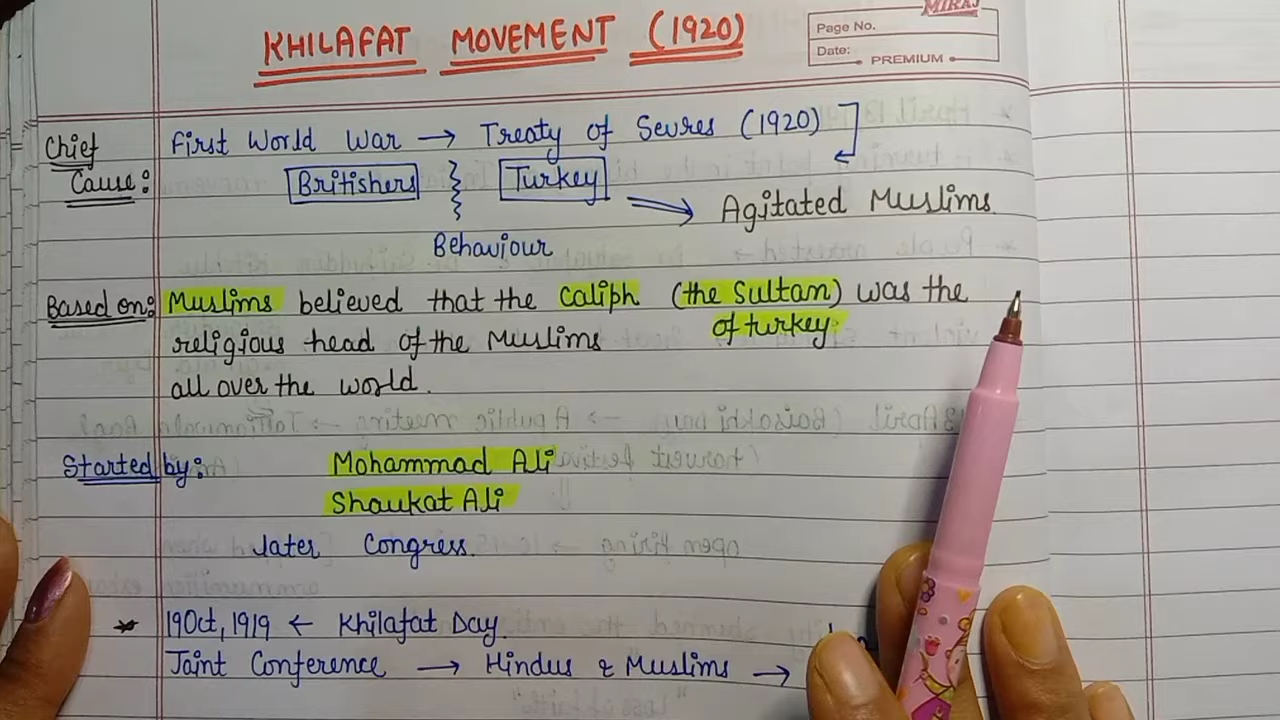 MIRAJ
KHILAFAT MOVEMENT (1920)
Page No.
Date:
PREMIUM
Chief Cause: First World War → Treaty of Sevres (1920)
Britishers Turkey → Agitated Muslims
Behaviour
Based on: Muslims believed that the Caliph (the Sultan) was the
of turkey
religious head of the Muslims
all over the world.
Started by: Mohammad Ali
Shaukat Ali
later Congress.
* 19Oct, 1919 ← Khilafat Day.
Joint Conference → Hindus & Muslims →